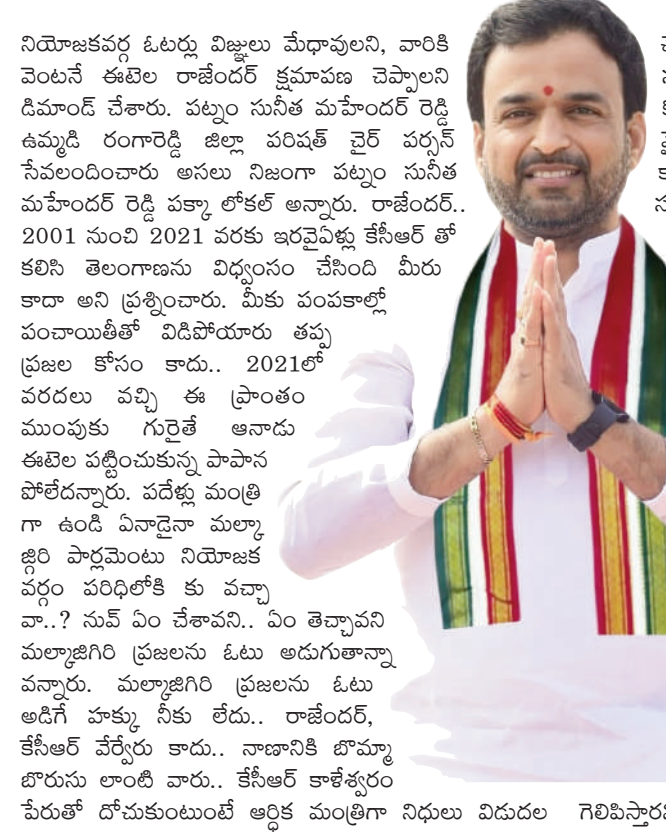 నియోజకవర్గ ఓటర్లు విజ్ఞులు మేధావులని, వారికి
వెంటనే ఈటెల రాజేందర్ క్షమాపణ చెప్పాలని
డిమాండ్ చేశారు. పట్నం సునీత మహేందర్ రెడ్డి
ఉమ్మడి రంగారెడ్డి జిల్లా పరిషత్ చైర్ పర్సన్
సేవలందించారు అసలు నిజంగా పట్నం సునీత
మహేందర్ రెడ్డి పక్కా లోకల్ అన్నారు. రాజేందర్..
2001 నుంచి 2021 వరకు ఇరవైఏళ్లు కేసీఆర్ తో
కలిసి తెలంగాణను విధ్వంసం చేసింది మీరు
కాదా అని ప్రశ్నించారు. మీకు పంపకాల్లో
పంచాయితీతో విడిపోయారు తప్ప
ప్రజల కోసం కాదు.. 2021లో
వరదలు వచ్చి ఈ ప్రాంతం
ముంపుకు గురైతే ఆనాడు
ఈటెల పట్టించుకున్న పాపాన
పోలేదన్నారు. పదేళ్లు మంత్రి
గా ఉండి ఏనాడైనా మల్కా
జ్గిరి పార్లమెంటు నియోజక
వర్గం పరిధిలోకి కు వచ్చా
వా..? నువ్ ఏం చేశావని.. ఏం తెచ్చావని
మల్కాజిగిరి ప్రజలను ఓటు అడుగుతాన్నా
వన్నారు. మల్కాజిగిరి ప్రజలను ఓటు
అడిగే హక్కు నీకు లేదు.. రాజేందర్,
కేసీఆర్ వేర్వేరు కాదు.. నాణానికి బొమ్మా
బొరుసు లాంటి వారు.. కేసీఆర్ కాళేశ్వరం
పేరుతో దోచుకుంటుంటే ఆర్థిక మంత్రిగా నిధులు విడుదల